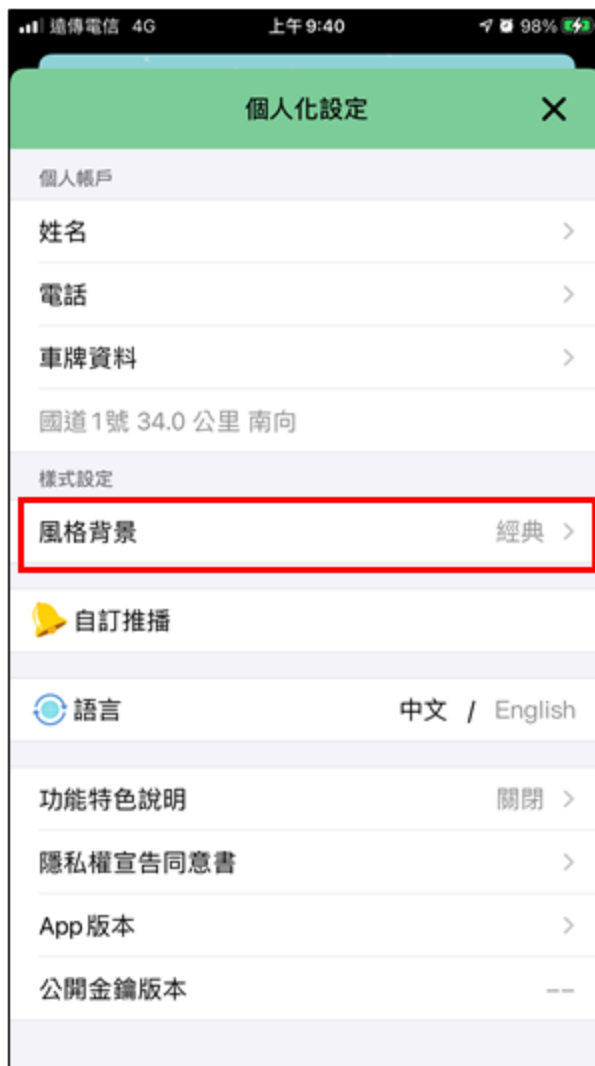 遠傳電信 4G 上午9:40 98%
個人化設定
個人帳戶
姓名
電話
車牌資料
國道1號 34.0 公里 南向
樣式設定
風格背景 經典
自訂推播
語言 中文 / English
功能特色說明 關閉
隱私權宣告同意書
App版本
公開金鑰版本 --